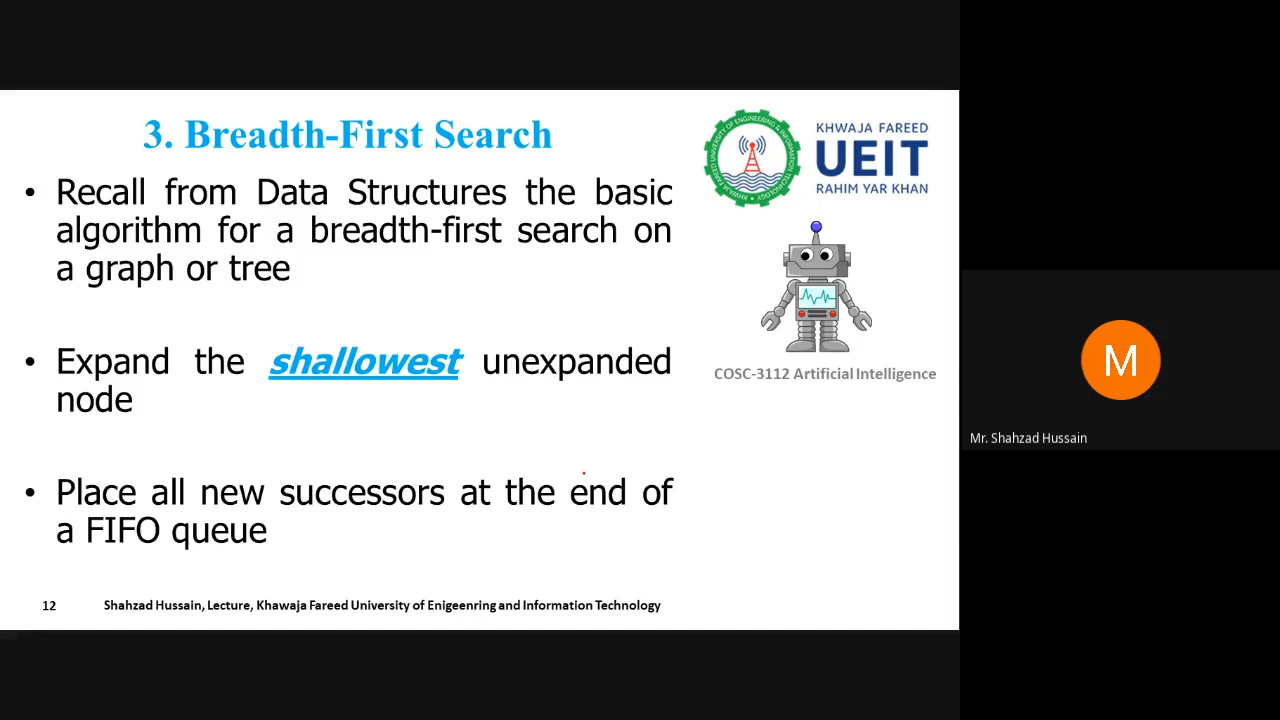 3. Breadth-First Search
• Recall from Data Structures the basic
algorithm for a breadth-first search on
a graph or tree
• Expand the shallowest unexpanded
node
• Place all new successors at the end of
a FIFO queue
12
Shahzad Hussain, Lecture, Khawaja Fareed University of Enigeenring and Information Technology
KHWAJA FAREED
UEIT
RAHIM YAR KHAN
COSC-3112 Artificial Intelligence
M
Mr. Shahzad Hussain